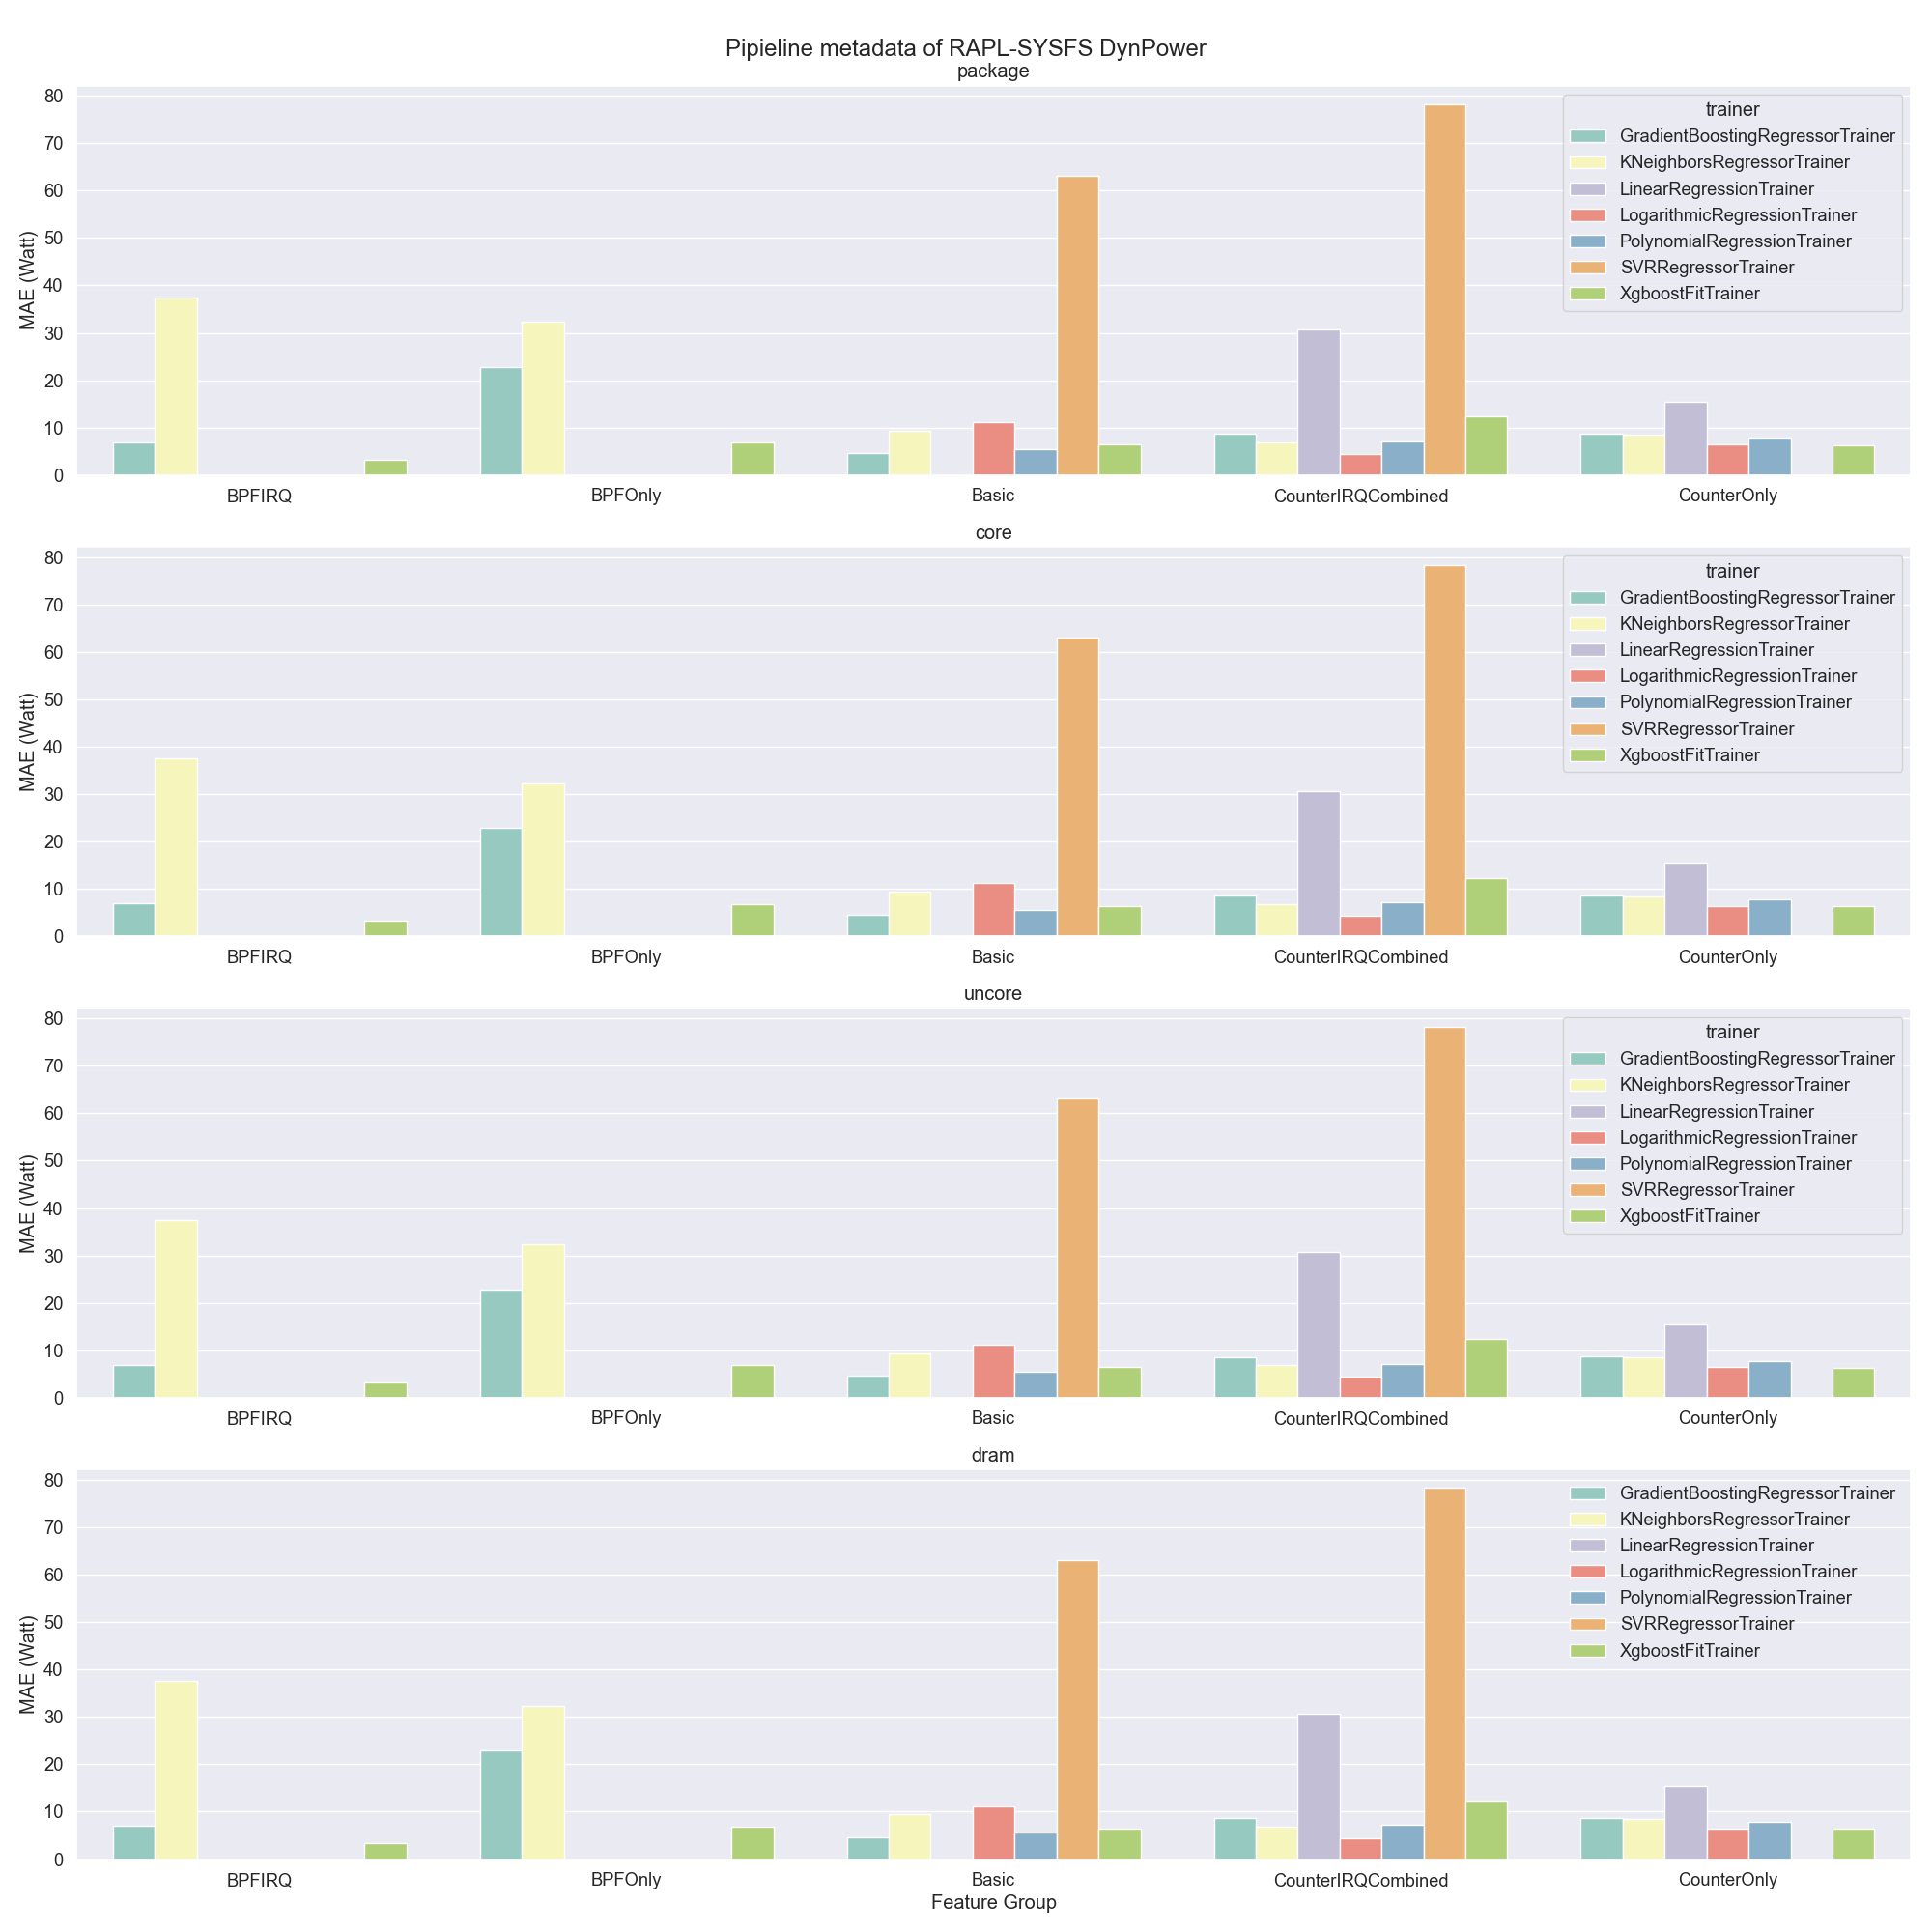 Pipieline metadata of RAPL-SYSFS DynPower
package
80
70
60
50
40
30
20
10
0
MAE (Watt)
trainer
GradientBoostingRegressorTrainer
KNeighborsRegressorTrainer
LinearRegressionTrainer
LogarithmicRegressionTrainer
PolynomialRegressionTrainer
SVRRegressorTrainer
XgboostFitTrainer
BPFIRQ
BPFOnly
Basic
CounterIRQCombined
CounterOnly
core
80
70
60
50
40
30
20
10
0
MAE (Watt)
trainer
GradientBoostingRegressorTrainer
KNeighborsRegressorTrainer
LinearRegressionTrainer
LogarithmicRegressionTrainer
PolynomialRegressionTrainer
SVRRegressorTrainer
XgboostFitTrainer
BPFIRQ
BPFOnly
Basic
CounterIRQCombined
CounterOnly
uncore
80
70
60
50
40
30
20
10
0
MAE (Watt)
trainer
GradientBoostingRegressorTrainer
KNeighborsRegressorTrainer
LinearRegressionTrainer
LogarithmicRegressionTrainer
PolynomialRegressionTrainer
SVRRegressorTrainer
XgboostFitTrainer
BPFIRQ
BPFOnly
Basic
CounterIRQCombined
CounterOnly
dram
80
70
60
50
40
30
20
10
0
MAE (Watt)
GradientBoostingRegressorTrainer
KNeighborsRegressorTrainer
LinearRegressionTrainer
LogarithmicRegressionTrainer
PolynomialRegressionTrainer
SVRRegressorTrainer
XgboostFitTrainer
BPFIRQ
BPFOnly
Basic
CounterIRQCombined
CounterOnly
Feature Group